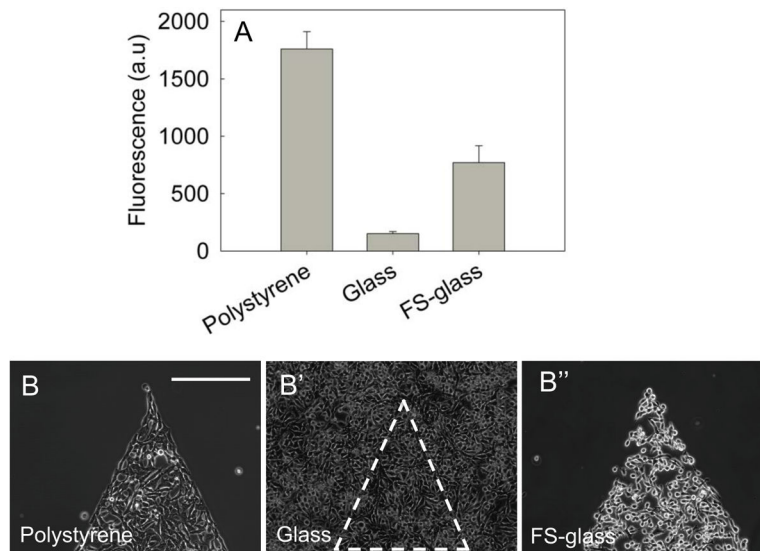 A
Fluorescence (a.u)
2000
1500
1000
500
0
Polystyrene
Glass
FS-glass
B
Polystyrene
B'
Glass
B''
FS-glass